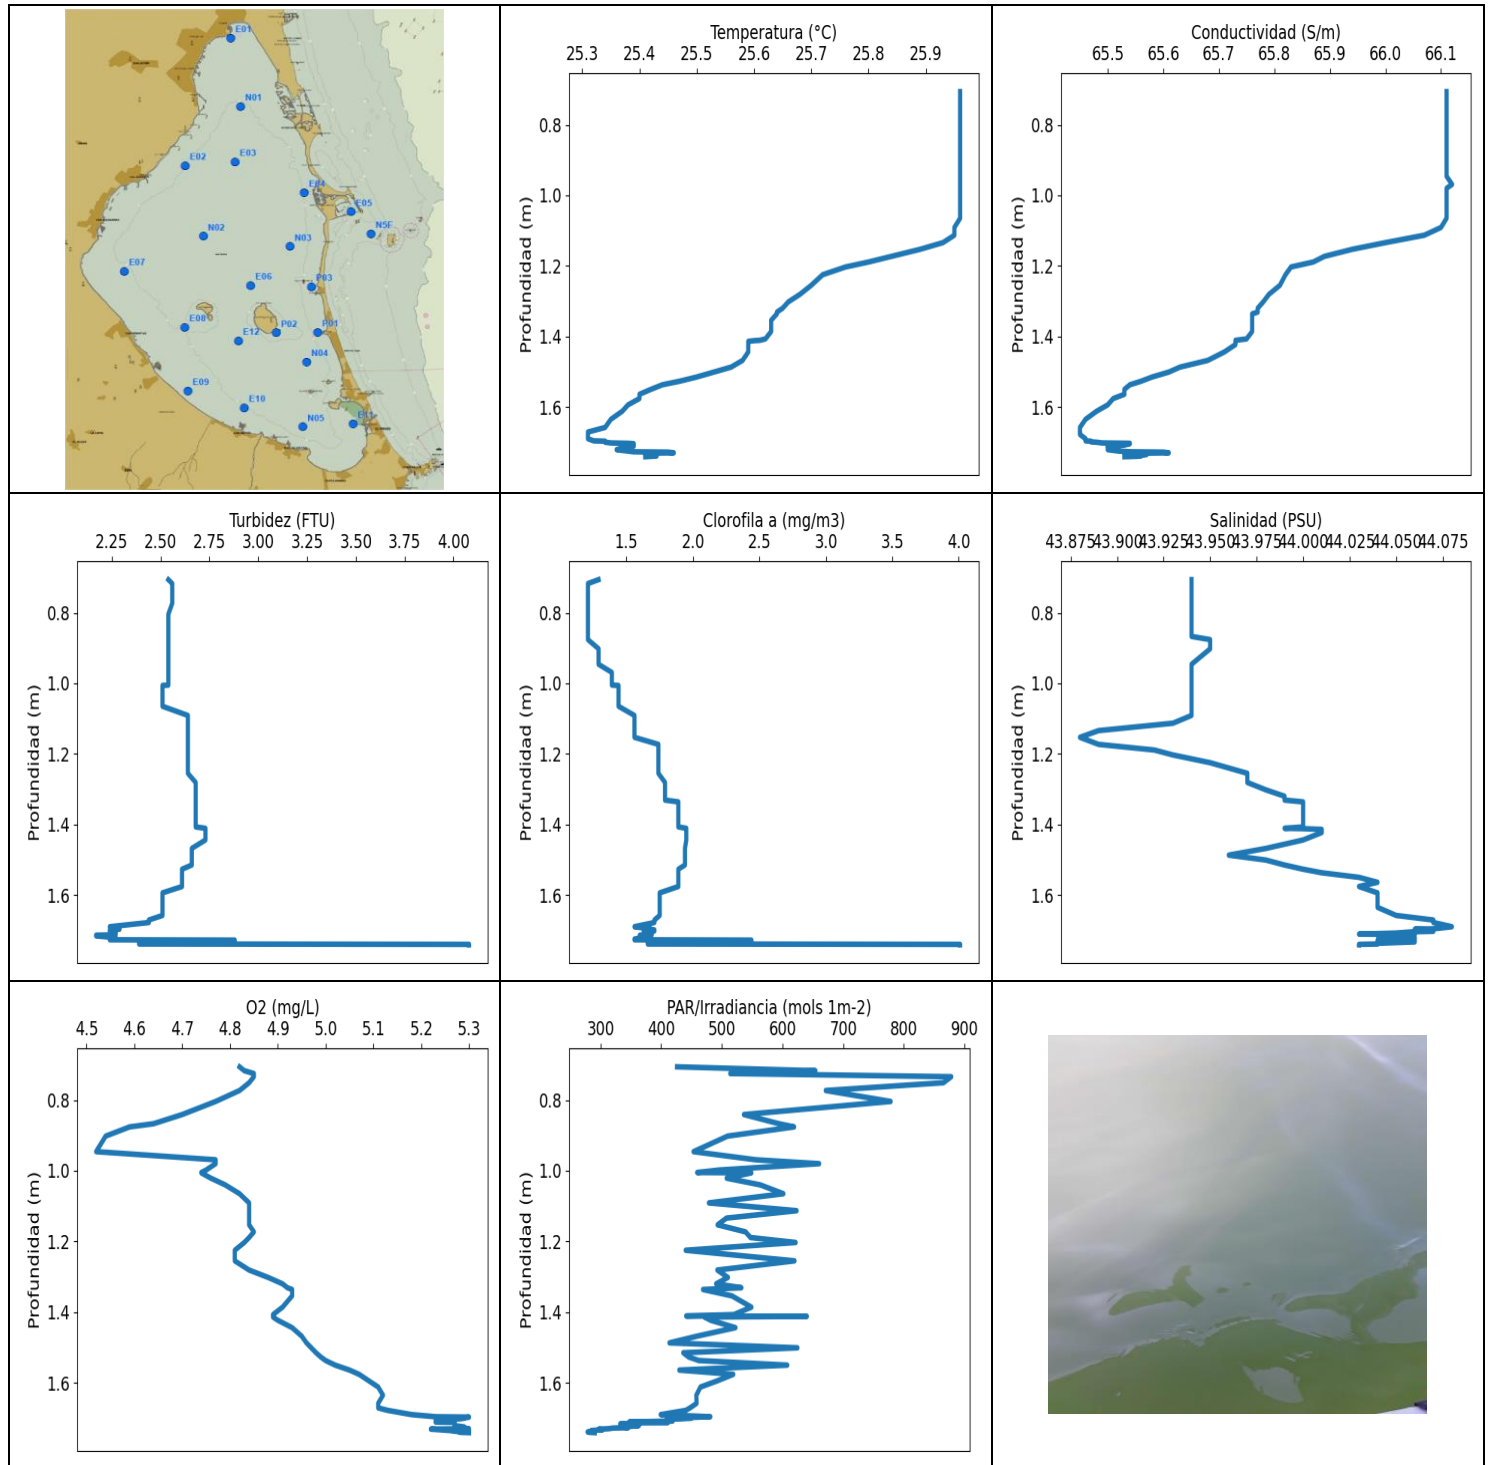 E01
N01
E02
E03
E04
E05
N5E
N02
N03
E07
E06
P03
E08
E12
P02
P01
N04
E09
E10
N05
E11
Temperatura (°C)
25.3 25.4 25.5 25.6 25.7 25.8 25.9
Profundidad (m)
0.8
1.0
1.2
1.4
1.6
Conductividad (S/m)
65.5 65.6 65.7 65.8 65.9 66.0 66.1
Profundidad (m)
0.8
1.0
1.2
1.4
1.6
Turbidez (FTU)
2.25 2.50 2.75 3.00 3.25 3.50 3.75 4.00
Profundidad (m)
0.8
1.0
1.2
1.4
1.6
Clorofila a (mg/m3)
1.5 2.0 2.5 3.0 3.5 4.0
Profundidad (m)
0.8
1.0
1.2
1.4
1.6
Salinidad (PSU)
43.875 43.900 43.925 43.950 43.975 44.000 44.025 44.050 44.075
Profundidad (m)
0.8
1.0
1.2
1.4
1.6
O2 (mg/L)
4.5 4.6 4.7 4.8 4.9 5.0 5.1 5.2 5.3
Profundidad (m)
0.8
1.0
1.2
1.4
1.6
PAR/Irradiancia (mols 1m-2)
300 400 500 600 700 800 900
Profundidad (m)
0.8
1.0
1.2
1.4
1.6